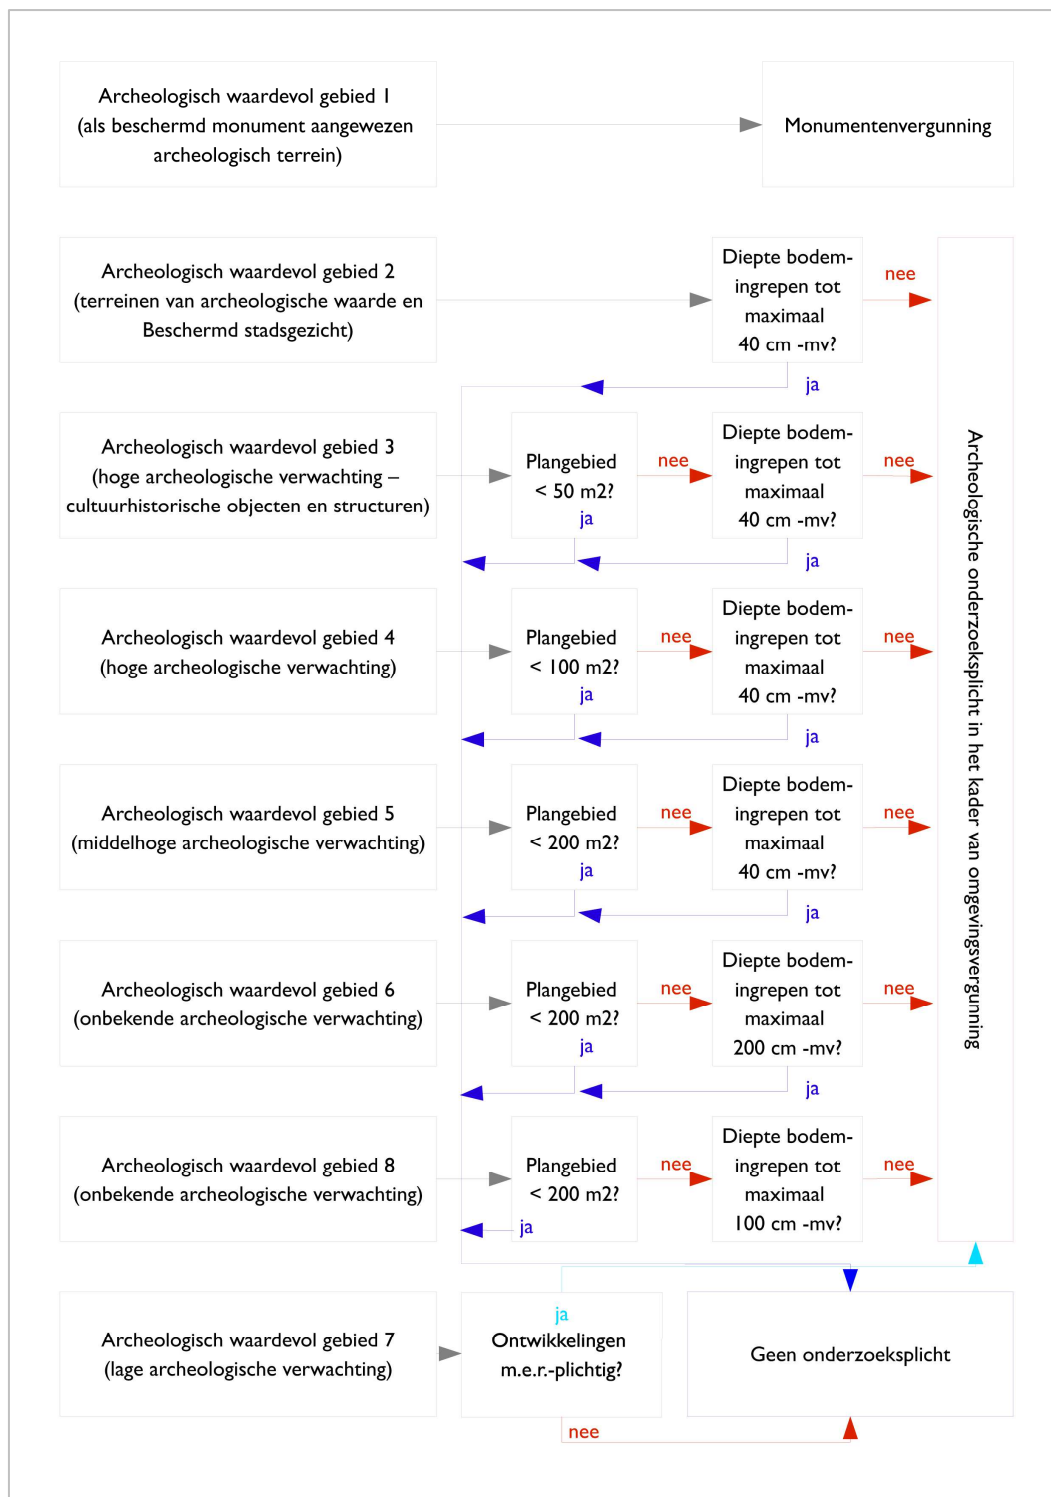 Archeologisch waardevol gebied 1
(als beschermd monument aangewezen
archeologisch terrein)
Monumentenvergunning
Archeologisch waardevol gebied 2
(terreinen van archeologische waarde en
Beschermd stadsgezicht)
Diepte bodem-
ingrepen tot
maximaal
40 cm -mv?
nee
ja
Archeologisch waardevol gebied 3
(hoge archeologische verwachting –
cultuurhistorische objecten en structuren)
Plangebied
< 50 m2?
ja
nee
Diepte bodem-
ingrepen tot
maximaal
40 cm -mv?
nee
ja
Archeologisch waardevol gebied 4
(hoge archeologische verwachting)
Plangebied
< 100 m2?
ja
nee
Diepte bodem-
ingrepen tot
maximaal
40 cm -mv?
nee
ja
Archeologisch waardevol gebied 5
(middelhoge archeologische verwachting)
Plangebied
< 200 m2?
ja
nee
Diepte bodem-
ingrepen tot
maximaal
40 cm -mv?
nee
ja
Archeologisch waardevol gebied 6
(onbekende archeologische verwachting)
Plangebied
< 200 m2?
ja
nee
Diepte bodem-
ingrepen tot
maximaal
200 cm -mv?
nee
ja
Archeologisch waardevol gebied 8
(onbekende archeologische verwachting)
Plangebied
< 200 m2?
ja
nee
Diepte bodem-
ingrepen tot
maximaal
100 cm -mv?
nee
Archeologische onderzoeksplicht in het kader van omgevingsvergunning
Archeologisch waardevol gebied 7
(lage archeologische verwachting)
ja
Ontwikkelingen
m.e.r.-plichtig?
nee
Geen onderzoeksplicht